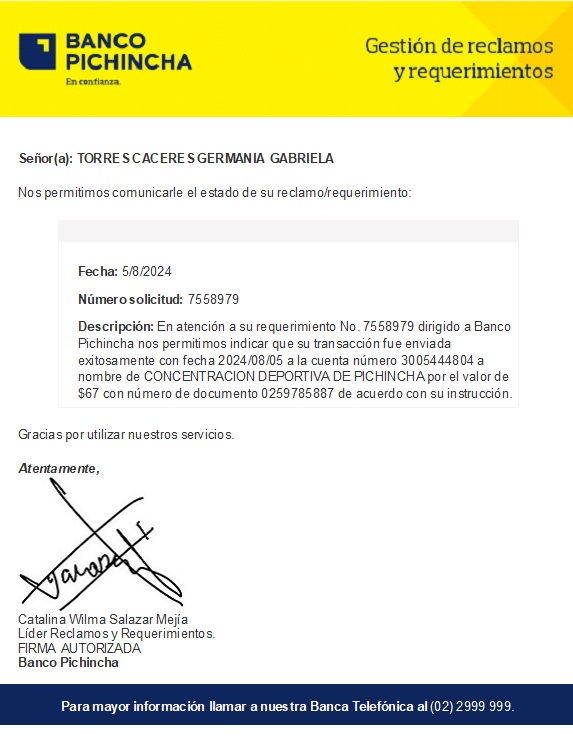 BANCO
PICHINCHA
En confianza.
Gestión de reclamos
y requerimientos
Señor(a): TORRES CACERES GERMANIA GABRIELA
Nos permitimos comunicarle el estado de su reclamo/requerimiento:
Fecha: 5/8/2024
Número solicitud: 7558979
Descripción: En atención a su requerimiento No. 7558979 dirigido a Banco
Pichincha nos permitimos indicar que su transacción fue enviada
exitosamente con fecha 2024/08/05 a la cuenta número 3005444804 a
nombre de CONCENTRACION DEPORTIVA DE PICHINCHA por el valor de
$67 con número de documento 0259785887 de acuerdo con su instrucción.
Gracias por utilizar nuestros servicios.
Atentamente,
Catalina Wilma Salazar Mejía
Líder Reclamos y Requerimientos.
FIRMA AUTORIZADA
Banco Pichincha
Para mayor información llamar a nuestra Banca Telefónica al (02) 2999 999.